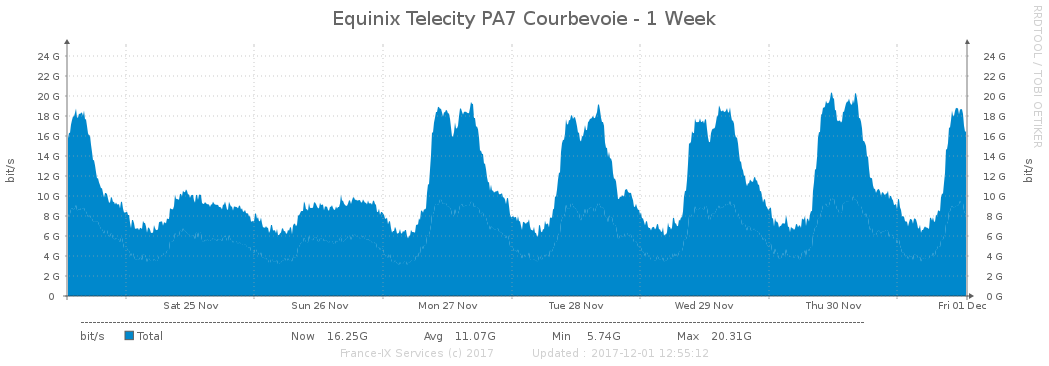 Equinix Telecity PA7 Courbevoie - 1 Week
RRDTOOL / TOBI OETIKER
24 G 24 G
22 G 22 G
20 G 20 G
18 G 18 G
16 G 16 G
14 G 14 G
12 G 12 G
10 G 10 G
8 G 8 G
6 G 6 G
4 G 4 G
2 G 2 G
0 0 G
bit/s
bit/s
Sat 25 Nov Sun 26 Nov Mon 27 Nov Tue 28 Nov Wed 29 Nov Thu 30 Nov Fri 01 Dec
bit/s Total Now 16.25G Avg 11.07G Min 5.74G Max 20.31G
France-IX Services (c) 2017 Updated : 2017-12-01 12:55:12